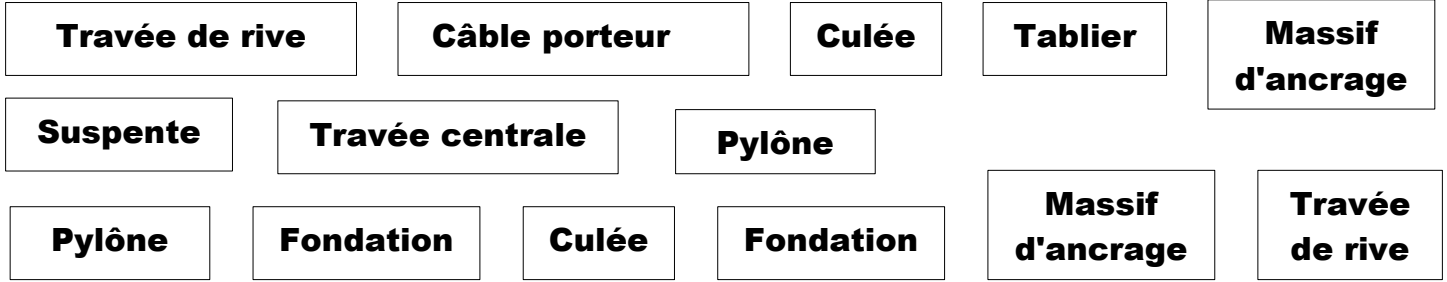 Travée de rive
Câble porteur
Culée
Tablier
Massif
d'ancrage
Suspente
Travée centrale
Pylône
Pylône
Fondation
Culée
Fondation
Massif
d'ancrage
Travée
de rive